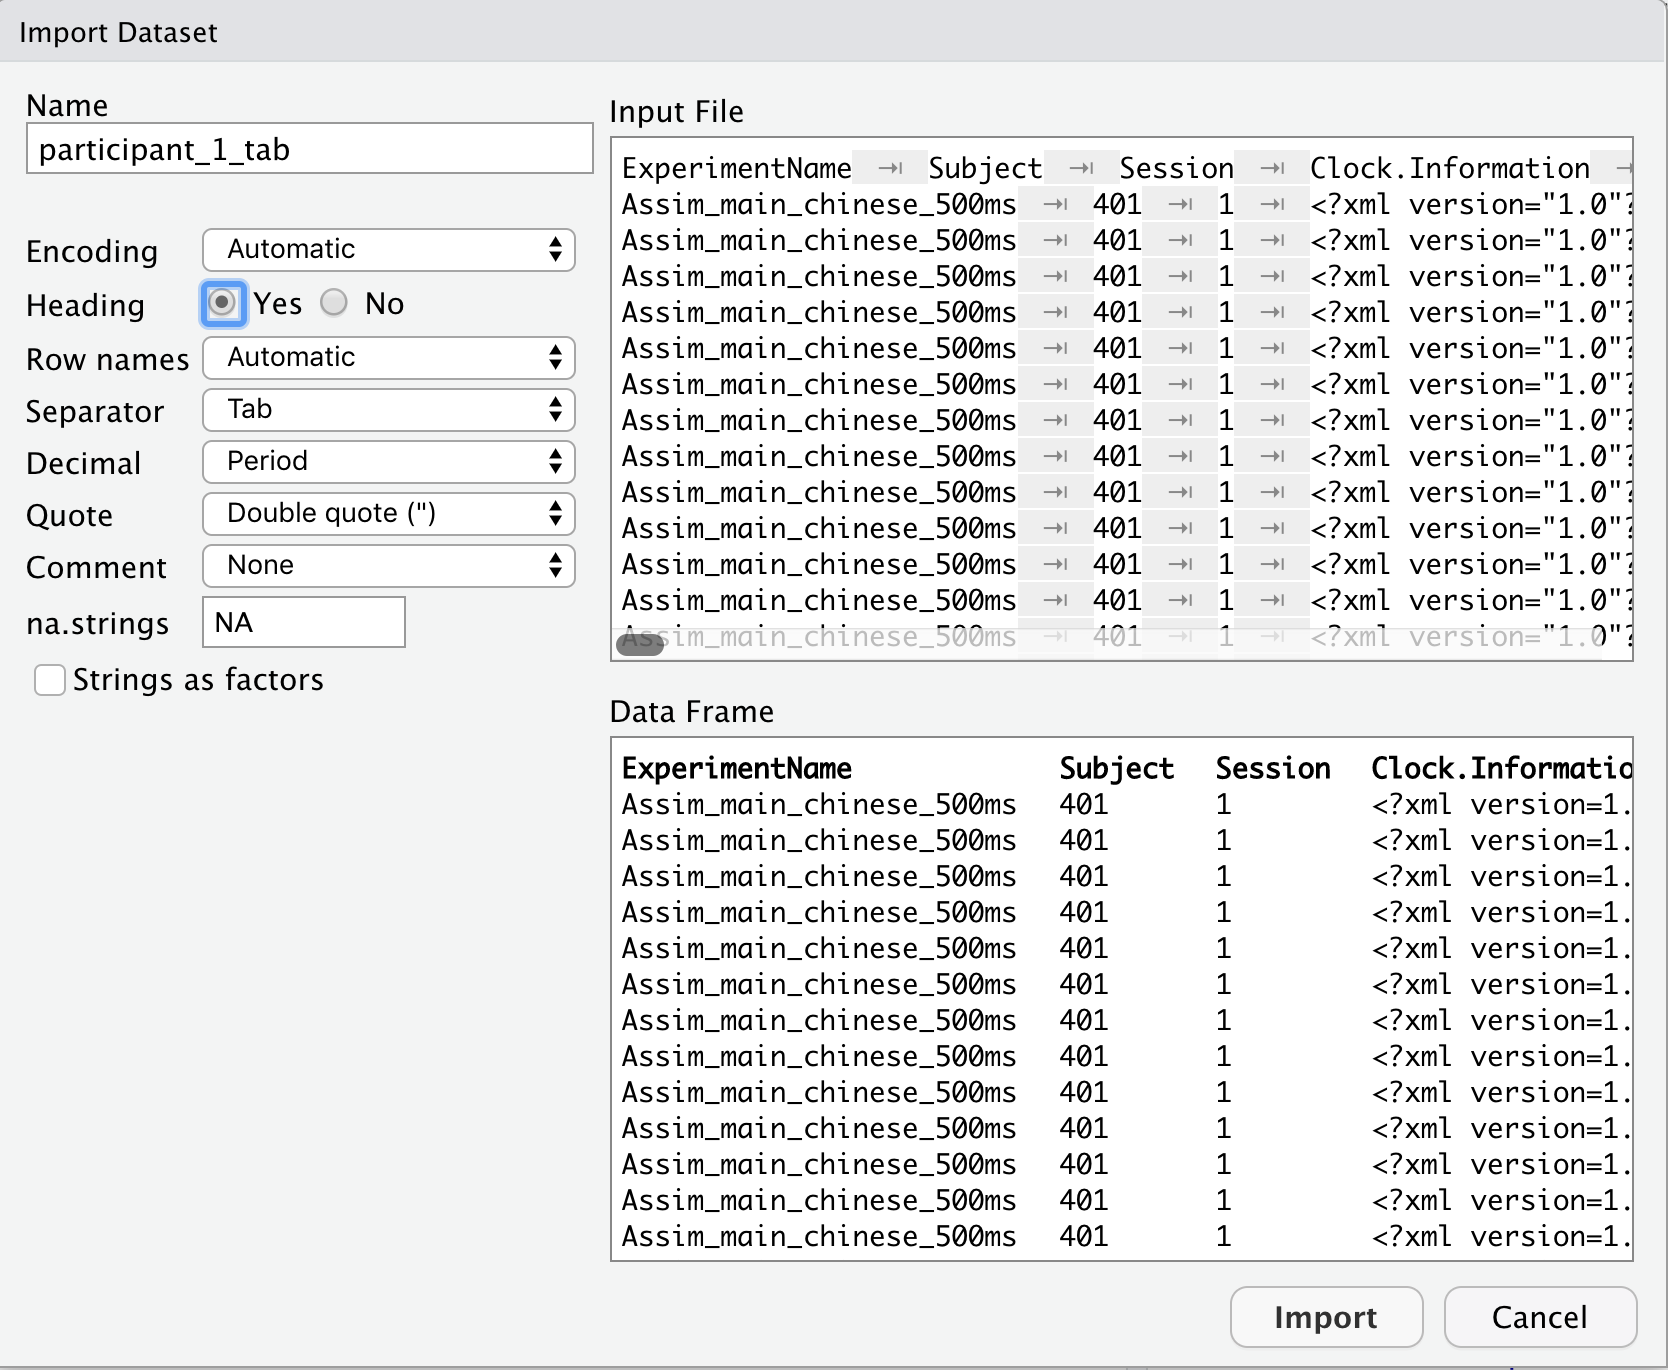 Import Dataset
Name
participant_1_tab
Encoding Automatic
Heading Yes No
Row names Automatic
Separator Tab
Decimal Period
Quote Double quote (")
Comment None
na.strings NA
Strings as factors
Input File
ExperimentName Subject Session Clock.Information
Assim_main_chinese_500ms 401 1 <?xml version="1.0"?
Assim_main_chinese_500ms 401 1 <?xml version="1.0"?
Assim_main_chinese_500ms 401 1 <?xml version="1.0"?
Assim_main_chinese_500ms 401 1 <?xml version="1.0"?
Assim_main_chinese_500ms 401 1 <?xml version="1.0"?
Assim_main_chinese_500ms 401 1 <?xml version="1.0"?
Assim_main_chinese_500ms 401 1 <?xml version="1.0"?
Assim_main_chinese_500ms 401 1 <?xml version="1.0"?
Assim_main_chinese_500ms 401 1 <?xml version="1.0"?
Assim_main_chinese_500ms 401 1 <?xml version="1.0"?
Assim_main_chinese_500ms 401 1 <?xml version="1.0"?
Assim_main_chinese_500ms 401 1 <?xml version="1.0"?
Assim_main_chinese_500ms 401 1 <?xml version="1.0"?
Data Frame
ExperimentName Subject Session Clock.Informatio
Assim_main_chinese_500ms 401 1 <?xml version=1.
Assim_main_chinese_500ms 401 1 <?xml version=1.
Assim_main_chinese_500ms 401 1 <?xml version=1.
Assim_main_chinese_500ms 401 1 <?xml version=1.
Assim_main_chinese_500ms 401 1 <?xml version=1.
Assim_main_chinese_500ms 401 1 <?xml version=1.
Assim_main_chinese_500ms 401 1 <?xml version=1.
Assim_main_chinese_500ms 401 1 <?xml version=1.
Assim_main_chinese_500ms 401 1 <?xml version=1.
Assim_main_chinese_500ms 401 1 <?xml version=1.
Assim_main_chinese_500ms 401 1 <?xml version=1.
Assim_main_chinese_500ms 401 1 <?xml version=1.
Assim_main_chinese_500ms 401 1 <?xml version=1.
Import Cancel